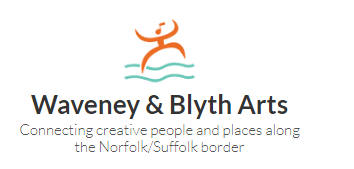 Waveney & Blyth Arts
Connecting creative people and places along
the Norfolk/Suffolk border